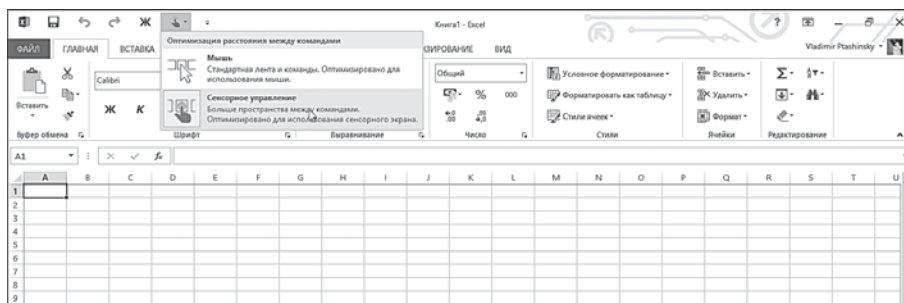 Ж
Книга1 - Excel
?
ФАЙЛ ГЛАВНАЯ ВСТАВКА
Оптимизация расстояния между командами
ВИД
Vladimir Ptashinsky
Мышь
Стандартная лента и команды. Оптимизировано для
использования мыши.
Сенсорное управление
Больше пространства между командами.
Оптимизировано для использования сенсорного экрана.
Вставить
Calibri
Ж К
Общий
% 000
Условное форматирование
Форматировать как таблицу
Стили ячеек
Вставить
Удалить
Формат
Σ
Буфер обмена Шрифт Выравнивание Число Стили Ячейки Редактирование
A1 fx
A B C D E F G H I J K L M N O P Q R S T U
1
2
3
4
5
6
7
8
9